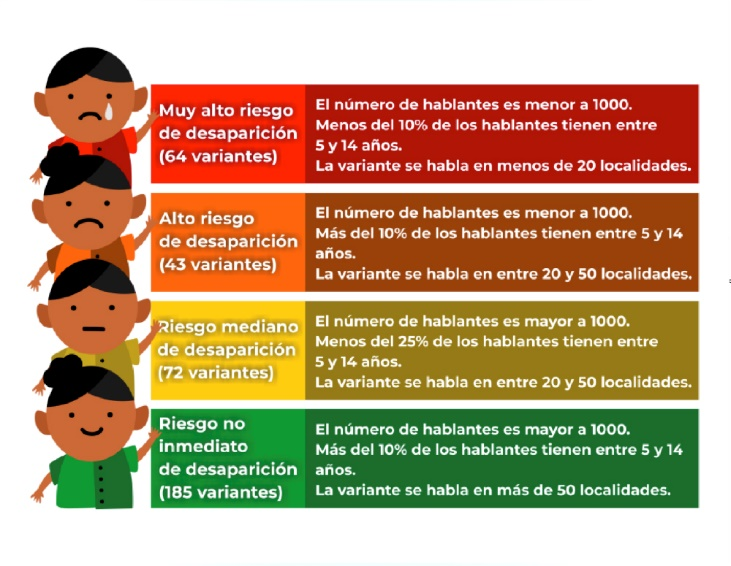 Muy alto riesgo
de desaparición
(64 variantes)
El número de hablantes es menor a 1000.
Menos del 10% de los hablantes tienen entre
5 y 14 años.
La variante se habla en menos de 20 localidades.
Alto riesgo
de desaparición
(43 variantes)
El número de hablantes es menor a 1000.
Más del 10% de los hablantes tienen entre 5 y 14
años.
La variante se habla en entre 20 y 50 localidades.
Riesgo mediano
de desaparición
(72 variantes)
El número de hablantes es mayor a 1000.
Menos del 25% de los hablantes tienen entre
5 y 14 años.
La variante se habla en entre 20 y 50 localidades.
Riesgo no
inmediato
de desaparición
(185 variantes)
El número de hablantes es mayor a 1000.
Más del 10% de los hablantes tienen entre 5 y 14
años.
La variante se habla en más de 50 localidades.